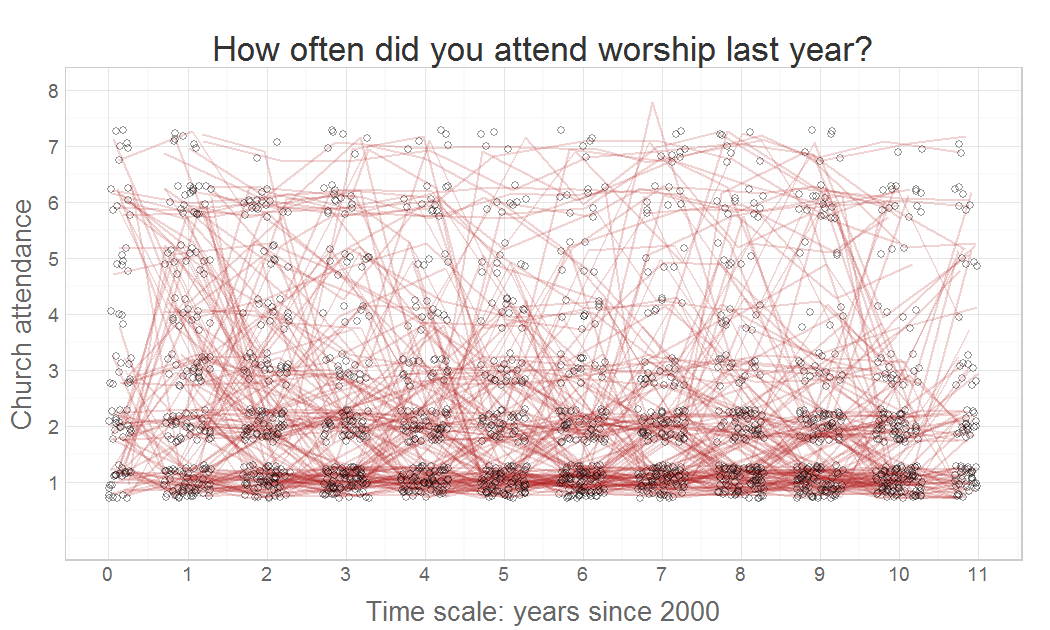 How often did you attend worship last year?
Church attendance
8
7
6
5
4
3
2
1
0 1 2 3 4 5 6 7 8 9 10 11
Time scale: years since 2000